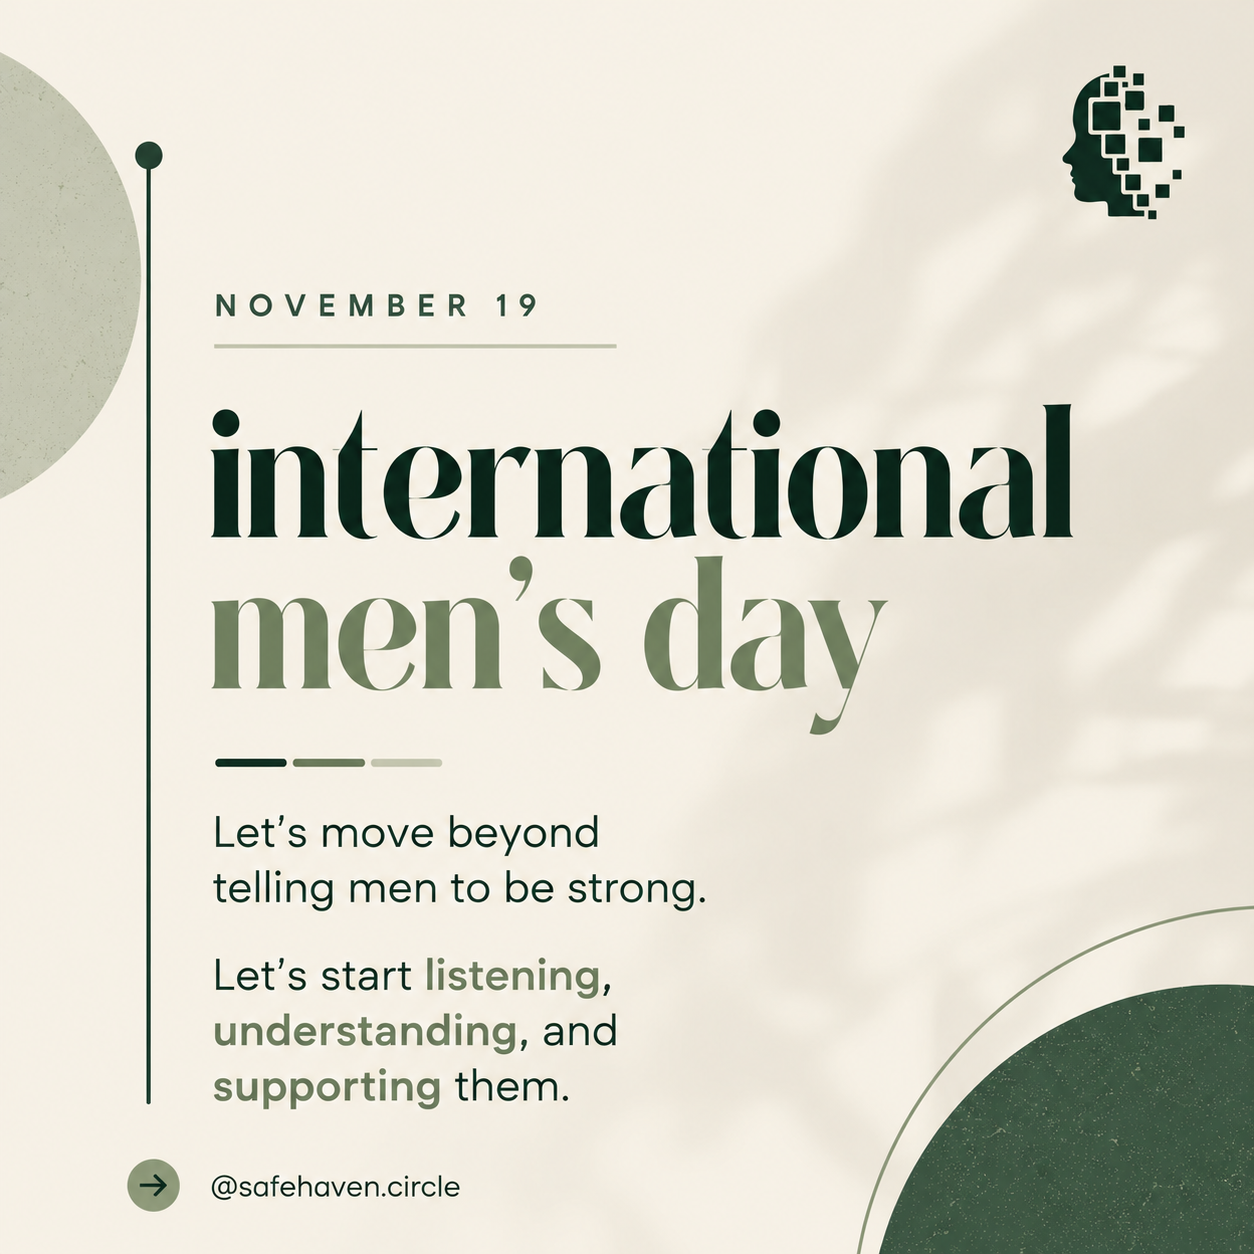 NOVEMBER 19
international
men’s day
Let’s move beyond
telling men to be strong.
Let’s start listening,
understanding, and
supporting them.
@safehaven.circle